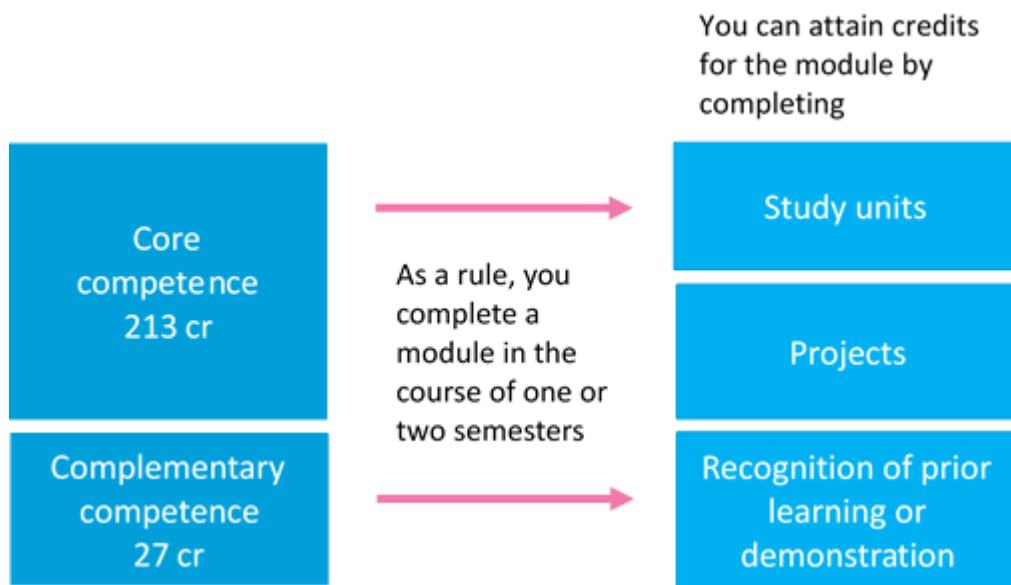 You can attain credits
for the module by
completing
Core
competence
213 cr
Complementary
competence
27 cr
As a rule, you
complete a
module in the
course of one or
two semesters
Study units
Projects
Recognition of prior
learning or
demonstration